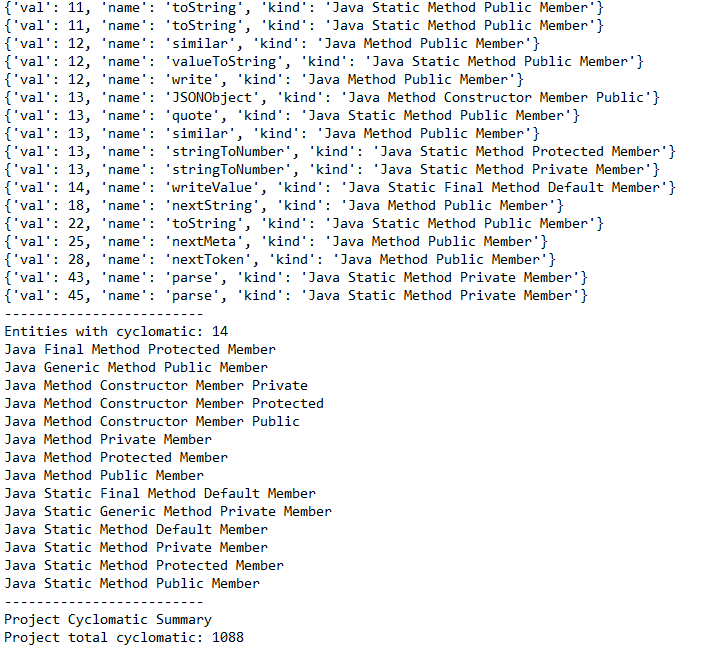 {'val': 11, 'name': 'toString', 'kind': 'Java Static Method Public Member'}
{'val': 11, 'name': 'toString', 'kind': 'Java Static Method Public Member'}
{'val': 12, 'name': 'similar', 'kind': 'Java Method Public Member'}
{'val': 12, 'name': 'valueToString', 'kind': 'Java Static Method Public Member'}
{'val': 12, 'name': 'write', 'kind': 'Java Method Public Member'}
{'val': 13, 'name': 'JSONObject', 'kind': 'Java Method Constructor Member Public'}
{'val': 13, 'name': 'quote', 'kind': 'Java Static Method Public Member'}
{'val': 13, 'name': 'similar', 'kind': 'Java Method Public Member'}
{'val': 13, 'name': 'stringToNumber', 'kind': 'Java Static Method Protected Member'}
{'val': 13, 'name': 'stringToNumber', 'kind': 'Java Static Method Private Member'}
{'val': 14, 'name': 'writeValue', 'kind': 'Java Static Final Method Default Member'}
{'val': 18, 'name': 'nextString', 'kind': 'Java Method Public Member'}
{'val': 22, 'name': 'toString', 'kind': 'Java Static Method Public Member'}
{'val': 25, 'name': 'nextMeta', 'kind': 'Java Method Public Member'}
{'val': 28, 'name': 'nextToken', 'kind': 'Java Method Public Member'}
{'val': 43, 'name': 'parse', 'kind': 'Java Static Method Private Member'}
{'val': 45, 'name': 'parse', 'kind': 'Java Static Method Private Member'}
-------------------------
Entities with cyclomatic: 14
Java Final Method Protected Member
Java Generic Method Public Member
Java Method Constructor Member Private
Java Method Constructor Member Protected
Java Method Constructor Member Public
Java Method Private Member
Java Method Protected Member
Java Method Public Member
Java Static Final Method Default Member
Java Static Generic Method Private Member
Java Static Method Default Member
Java Static Method Private Member
Java Static Method Protected Member
Java Static Method Public Member
-------------------------
Project Cyclomatic Summary
Project total cyclomatic: 1088